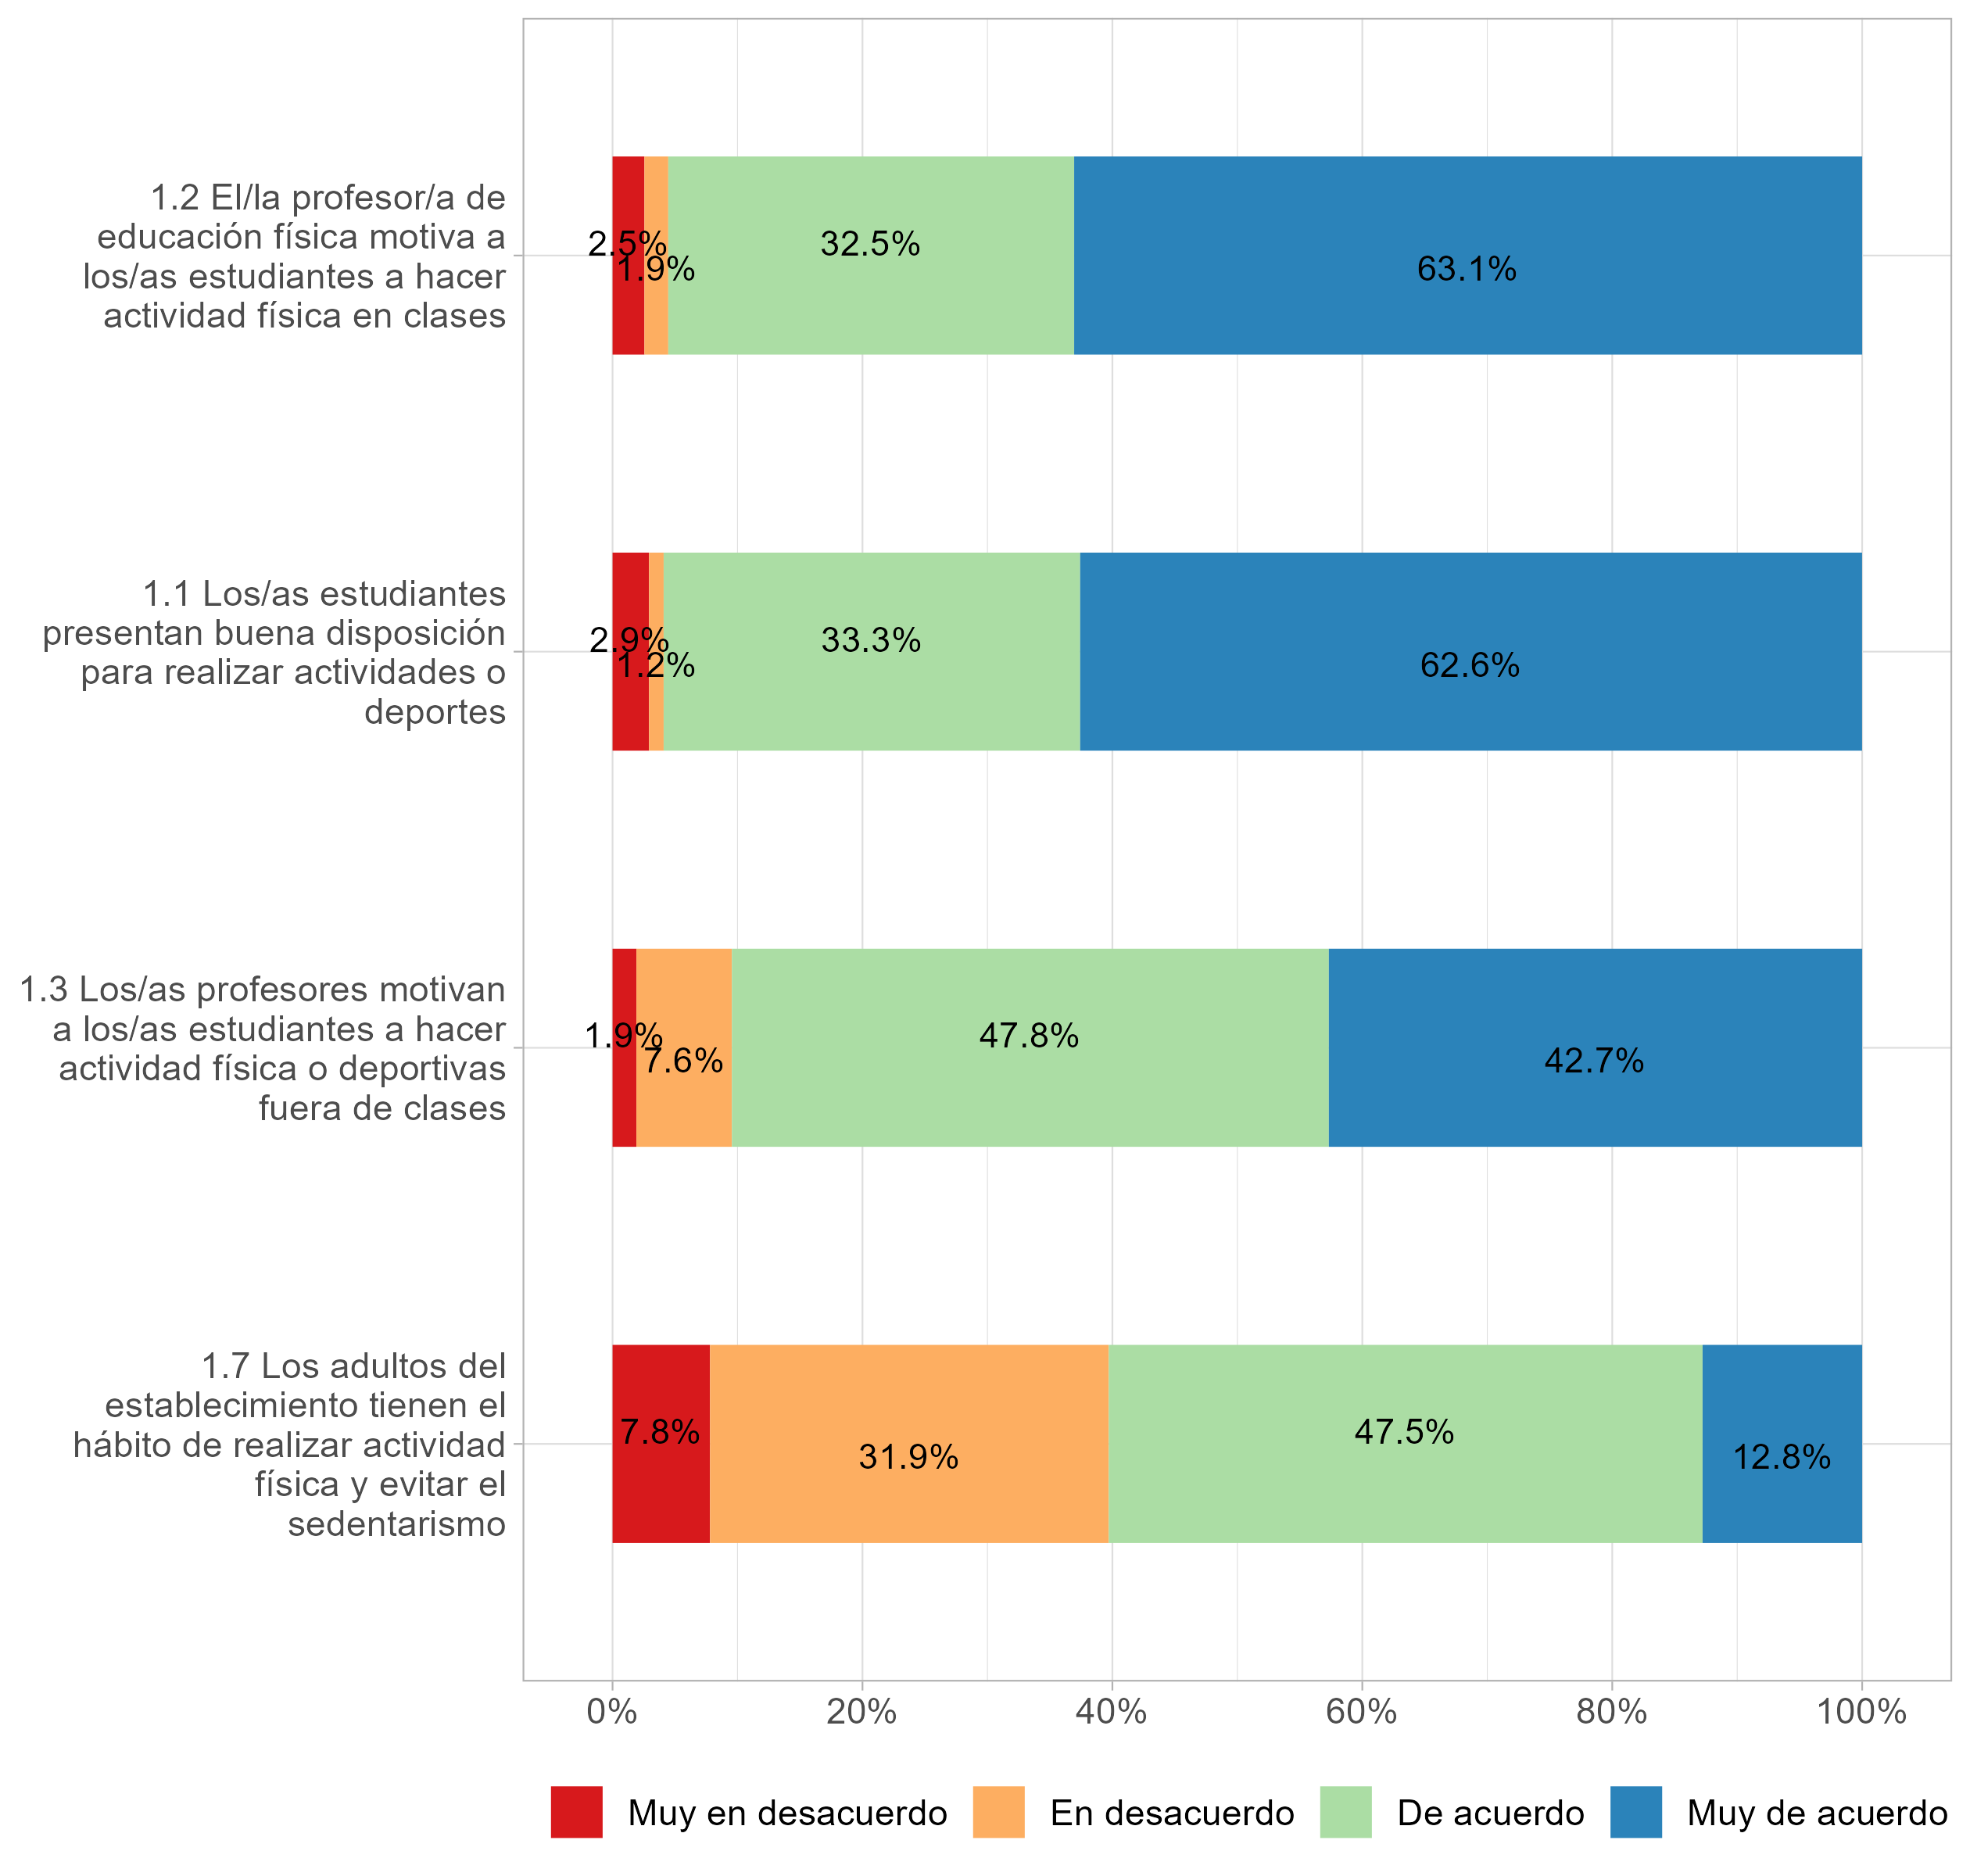 1.2 El/la profesor/a de
educación física motiva a
los/as estudiantes a hacer
actividad física en clases
2.5%
1.9%
32.5%
63.1%
1.1 Los/as estudiantes
presentan buena disposición
para realizar actividades o
deportes
2.9%
1.2%
33.3%
62.6%
1.3 Los/as profesores motivan
a los/as estudiantes a hacer
actividad física o deportivas
fuera de clases
1.9%
7.6%
47.8%
42.7%
1.7 Los adultos del
establecimiento tienen el
hábito de realizar actividad
física y evitar el
sedentarismo
7.8%
31.9%
47.5%
12.8%
0% 20% 40% 60% 80% 100%
Muy en desacuerdo En desacuerdo De acuerdo Muy de acuerdo